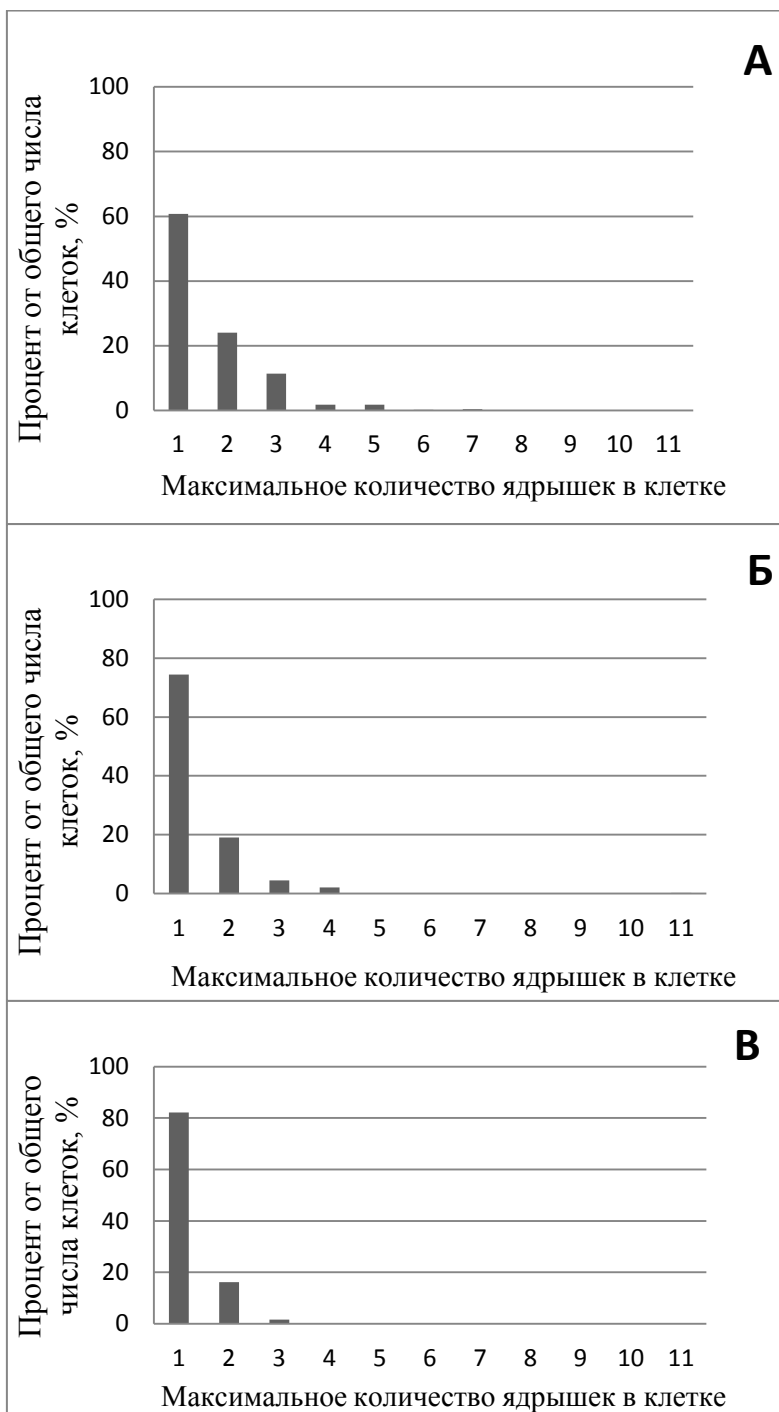 А
Процент от общего числа
клеток, %
100
80
60
40
20
0
1 2 3 4 5 6 7 8 9 10 11
Максимальное количество ядрышек в клетке
Б
Процент от общего числа
клеток, %
100
80
60
40
20
0
1 2 3 4 5 6 7 8 9 10 11
Максимальное количество ядрышек в клетке
В
Процент от общего
числа клеток, %
100
80
60
40
20
0
1 2 3 4 5 6 7 8 9 10 11
Максимальное количество ядрышек в клетке